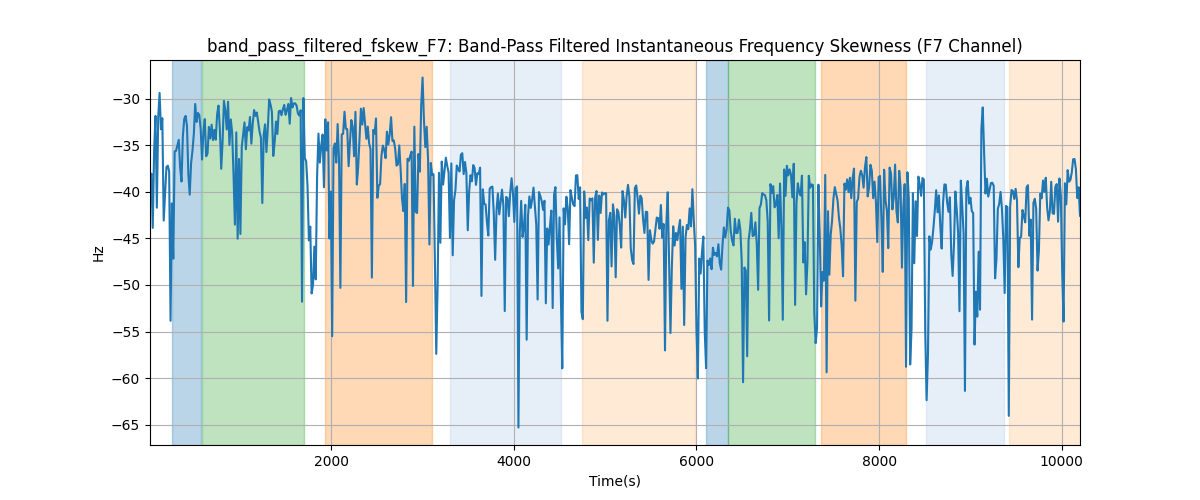 band_pass_filtered_fskew_F7: Band-Pass Filtered Instantaneous Frequency Skewness (F7 Channel)
Hz
−30
−35
−40
−45
−50
−55
−60
−65
2000 4000 6000 8000 10000
Time(s)